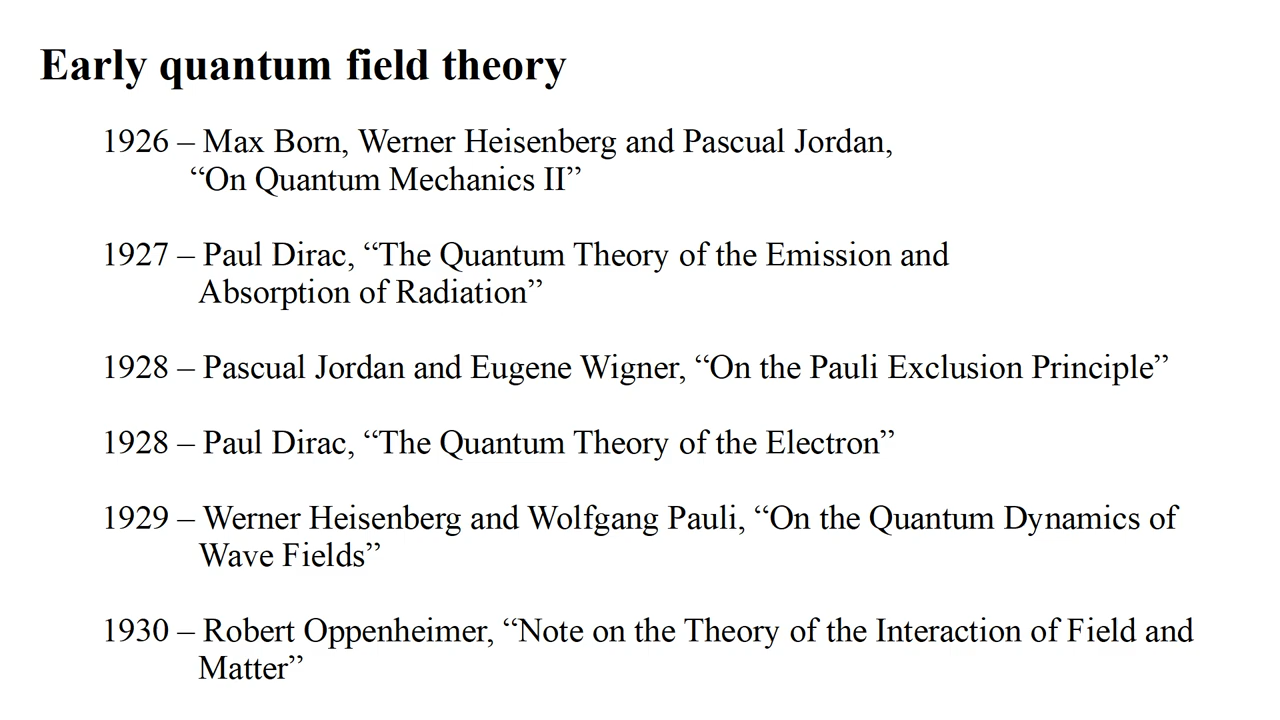 Early quantum field theory
1926 – Max Born, Werner Heisenberg and Pascual Jordan,
“On Quantum Mechanics II”
1927 – Paul Dirac, “The Quantum Theory of the Emission and
Absorption of Radiation”
1928 – Pascual Jordan and Eugene Wigner, “On the Pauli Exclusion Principle”
1928 – Paul Dirac, “The Quantum Theory of the Electron”
1929 – Werner Heisenberg and Wolfgang Pauli, “On the Quantum Dynamics of
Wave Fields”
1930 – Robert Oppenheimer, “Note on the Theory of the Interaction of Field and
Matter”